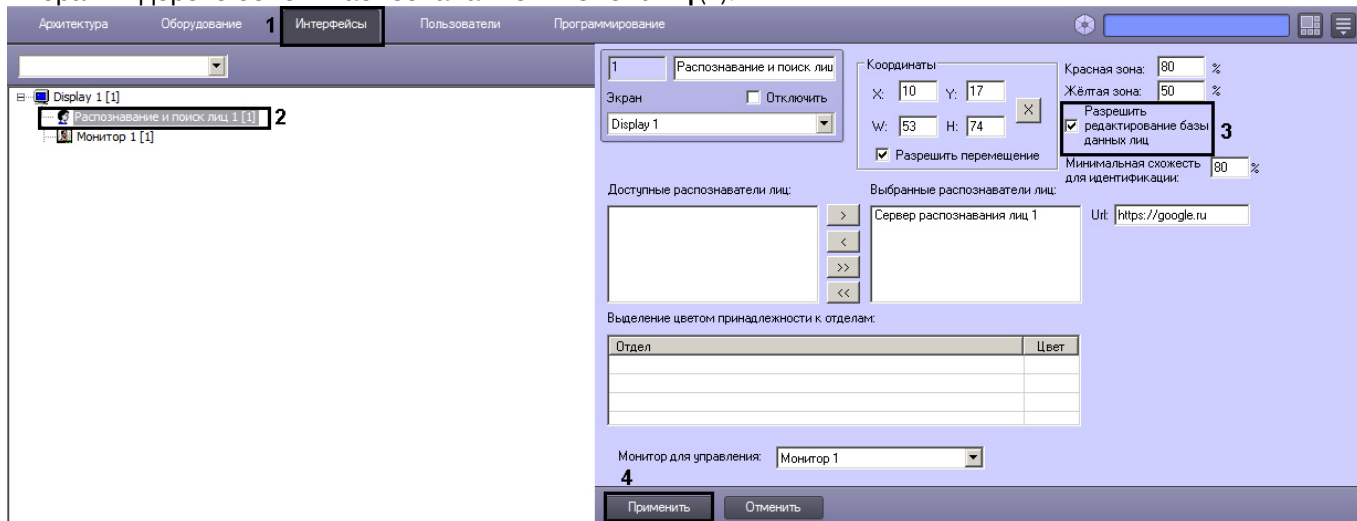 Архитектура Оборудование 1 Интерфейсы Пользователи Программирование
Display 1 [1]
Распознавание и поиск лиц 1 [1] 2
Монитор 1 [1]
1 Распознавание и поиск лиц
Экран Отключить
Display 1
Координаты
X: 10 Y: 17
X
W: 53 H: 74
Разрешить перемещение
Красная зона: 80 %
Жёлтая зона: 50 %
Разрешить
редактирование базы
данных лиц
3
Минимальная схожесть
для идентификации: 80 %
Доступные распознаватели лиц:
Выбранные распознаватели лиц:
>
<
>>
<<
Сервер распознавания лиц 1
Url: https://google.ru
Выделение цветом принадлежности к отделам:
Отдел Цвет
Монитор для управления: Монитор 1
4
Применить Отменить